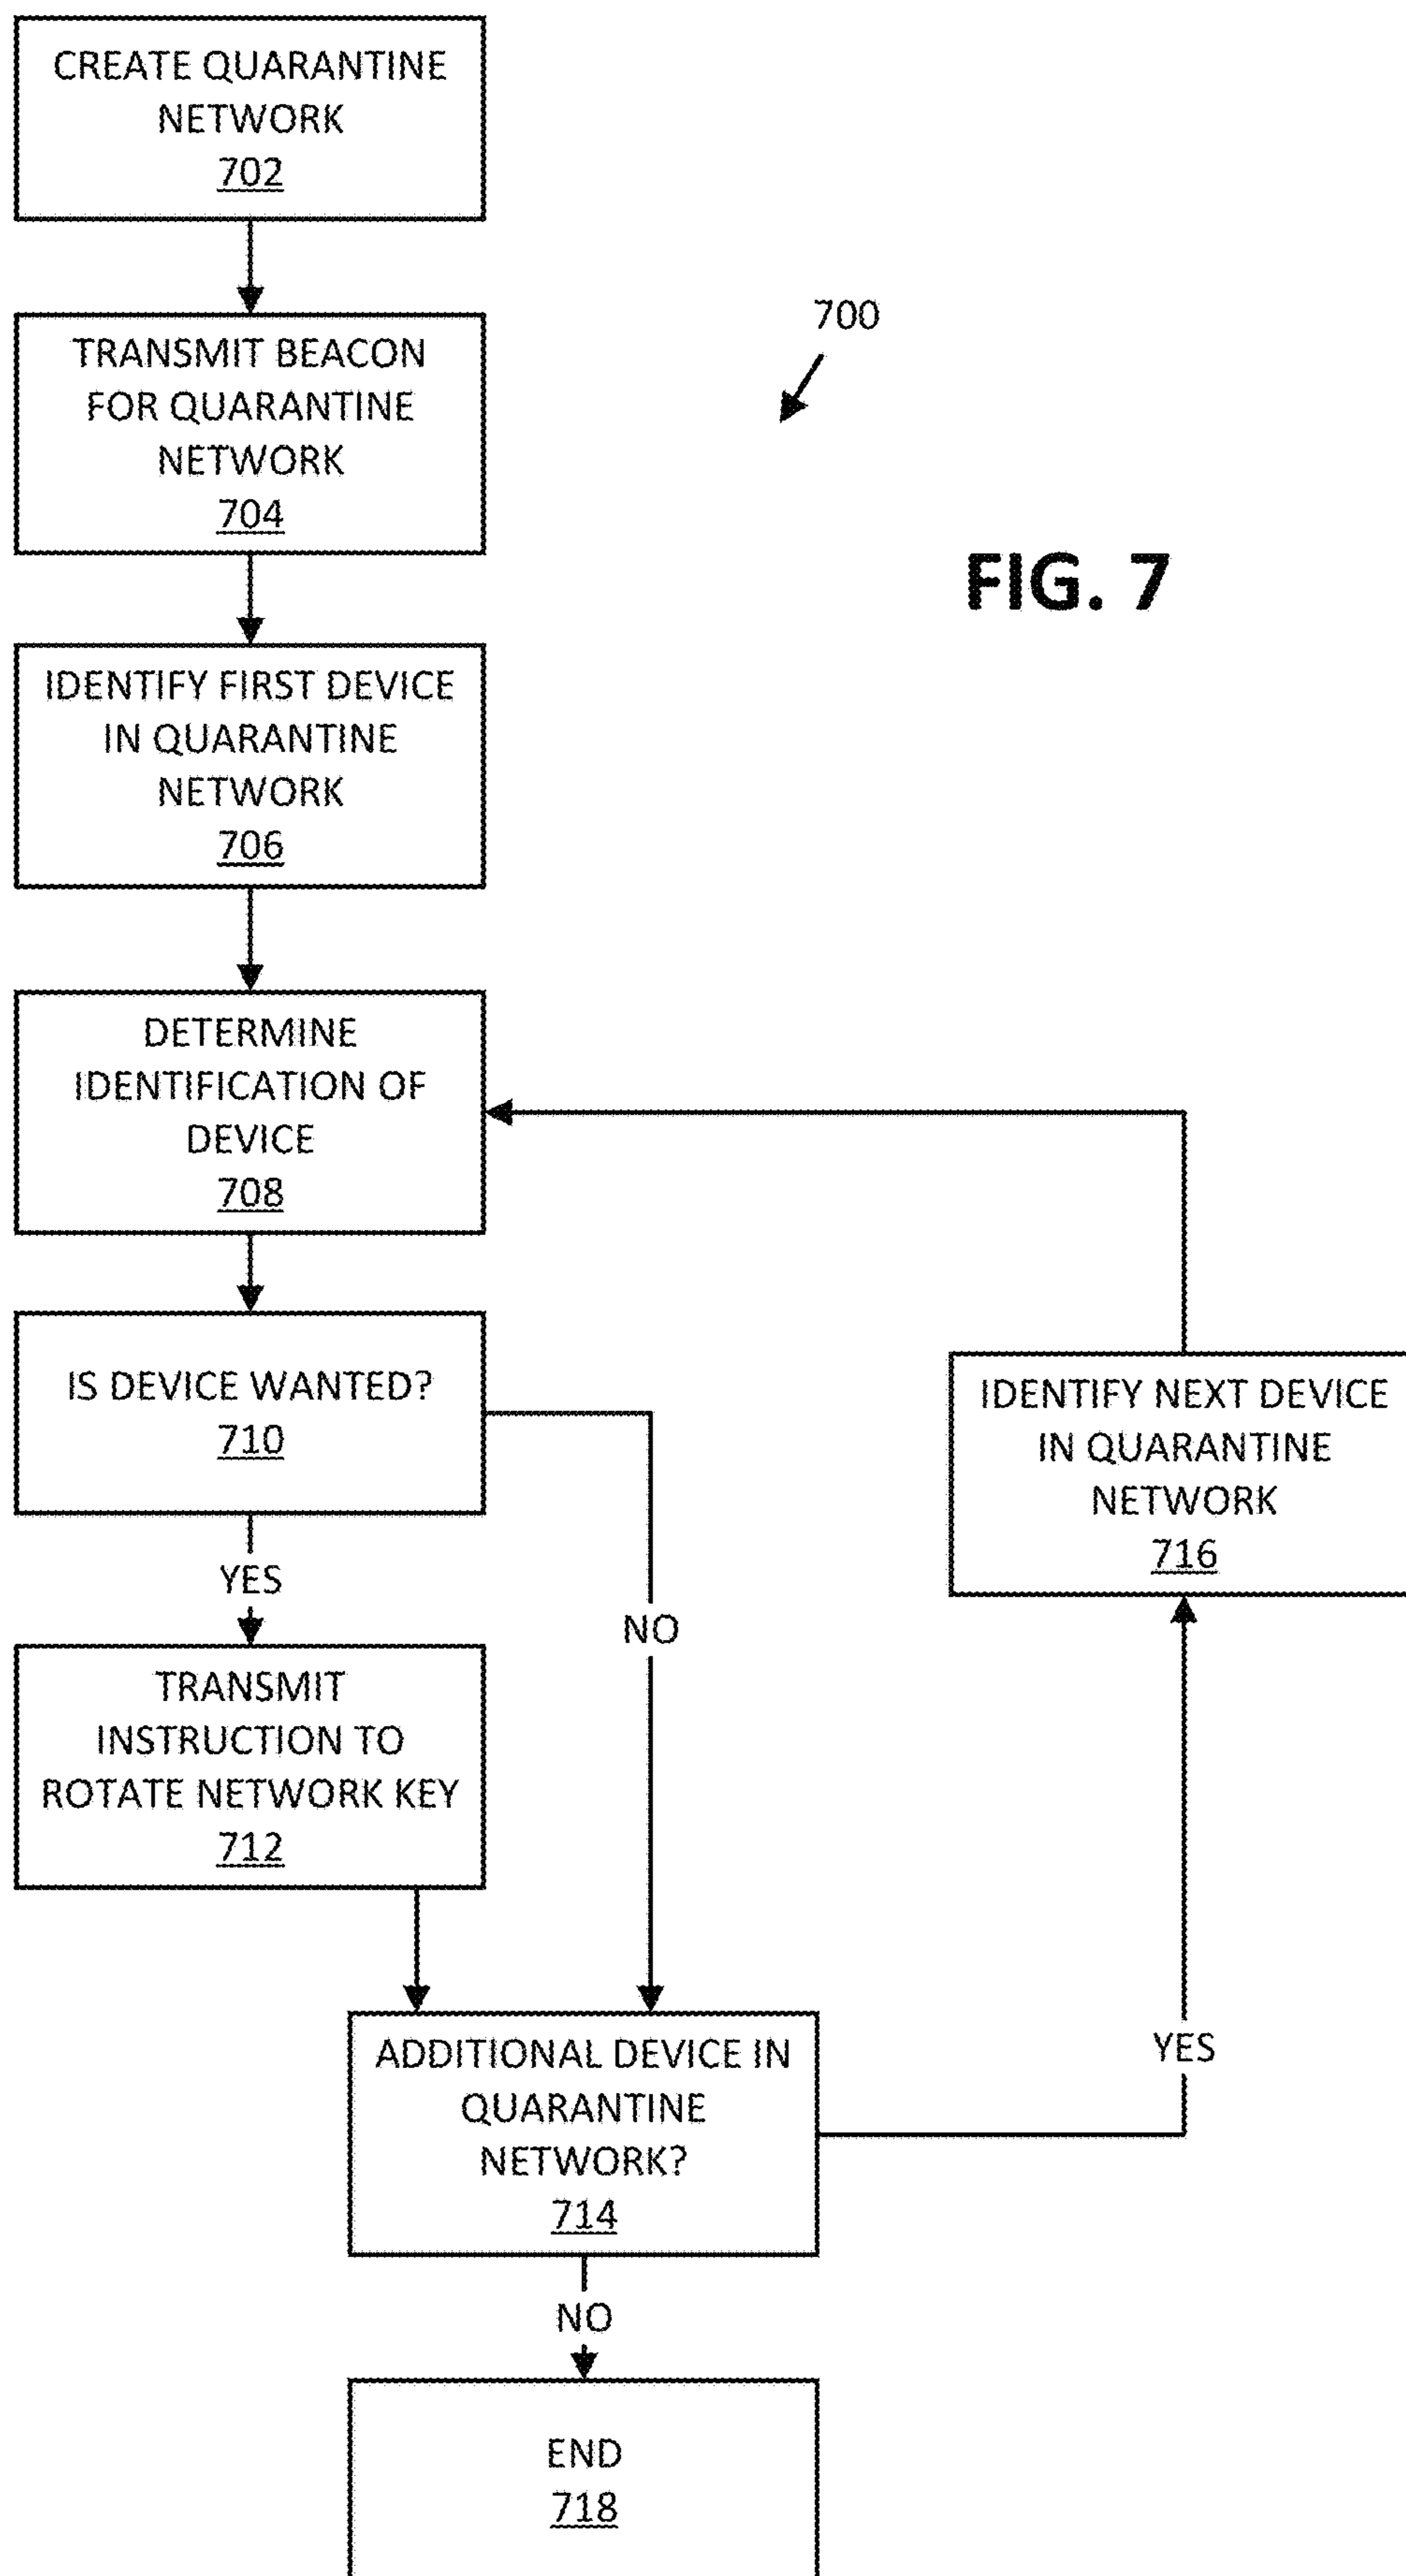 CREATE QUARANTINE
NETWORK
702
TRANSMIT BEACON
FOR QUARANTINE
NETWORK
704
700
FIG. 7
IDENTIFY FIRST DEVICE
IN QUARANTINE
NETWORK
706
DETERMINE
IDENTIFICATION OF
DEVICE
708
IS DEVICE WANTED?
710
IDENTIFY NEXT DEVICE
IN QUARANTINE
NETWORK
716
YES
NO
TRANSMIT
INSTRUCTION TO
ROTATE NETWORK KEY
712
ADDITIONAL DEVICE IN
QUARANTINE
NETWORK?
714
YES
NO
END
718